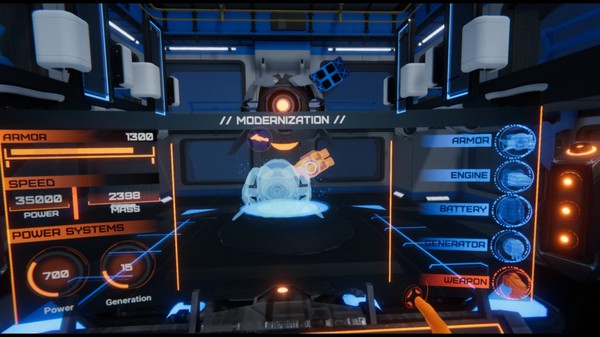 // MODERNIZATION //
ARMOR 1300
SPEED
35000 2398
POWER MASS
POWER SYSTEMS
700 15
Power Generation
ARMOR
ENGINE
BATTERY
GENERATOR
WEAPON